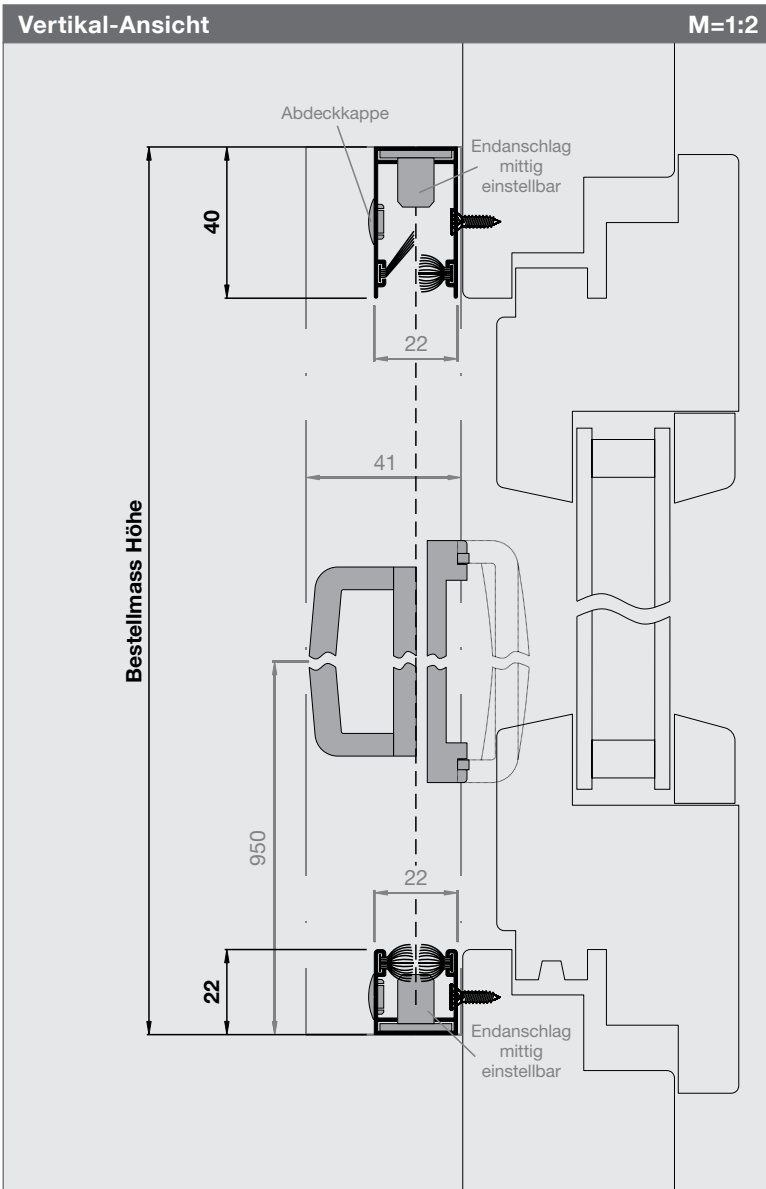 Vertikal-Ansicht M=1:2
Abdeckkappe
Endanschlag
mittig
einstellbar
40
22
41
Bestellmass Höhe
950
22
22
Endanschlag
mittig
einstellbar